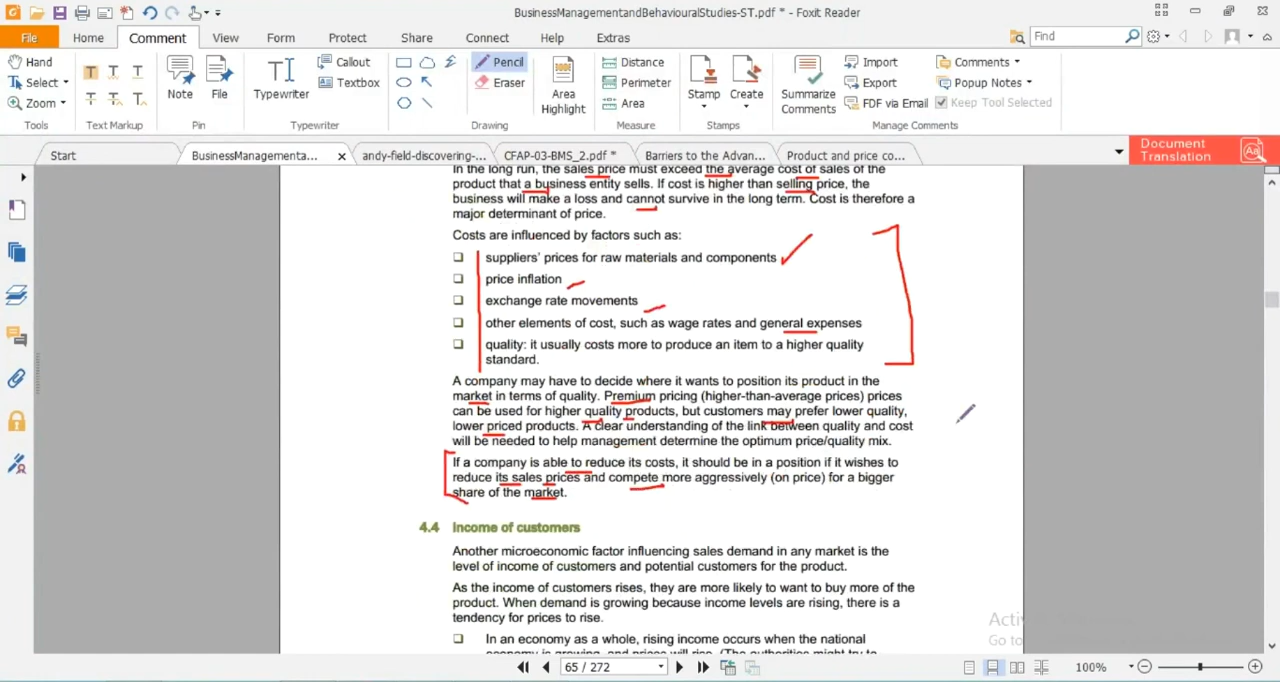 BusinessManagementandBehaviouralStudies-ST.pdf * - Foxit Reader
File Home Comment View Form Protect Share Connect Help Extras Find
Hand Select Zoom Tools
Text Markup
Note File Pin
Typewriter Callout Textbox Typewriter
Pencil Eraser Area Highlight Drawing
Distance Perimeter Area Measure
Stamp Create Stamps
Summarize Comments Import Export FDF via Email Comments Popup Notes Keep Tool Selected Manage Comments
Start BusinessManagementa... andy-field-discovering-... CFAP-03-BMS_2.pdf * Barriers to the Advan... Product and price co... Document Translation
In the long run, the sales price must exceed the average cost of sales of the
product that a business entity sells. If cost is higher than selling price, the
business will make a loss and cannot survive in the long term. Cost is therefore a
major determinant of price.
Costs are influenced by factors such as:
❑ suppliers' prices for raw materials and components
❑ price inflation
❑ exchange rate movements
❑ other elements of cost, such as wage rates and general expenses
❑ quality: it usually costs more to produce an item to a higher quality
standard.
A company may have to decide where it wants to position its product in the
market in terms of quality. Premium pricing (higher-than-average prices) prices
can be used for higher quality products, but customers may prefer lower quality,
lower priced products. A clear understanding of the link between quality and cost
will be needed to help management determine the optimum price/quality mix.
If a company is able to reduce its costs, it should be in a position if it wishes to
reduce its sales prices and compete more aggressively (on price) for a bigger
share of the market.
4.4 Income of customers
Another microeconomic factor influencing sales demand in any market is the
level of income of customers and potential customers for the product.
As the income of customers rises, they are more likely to want to buy more of the
product. When demand is growing because income levels are rising, there is a
tendency for prices to rise.
❑ In an economy as a whole, rising income occurs when the national
economy is growing, and prices will rise. (The authorities might try to
Go to
65 / 272 100%